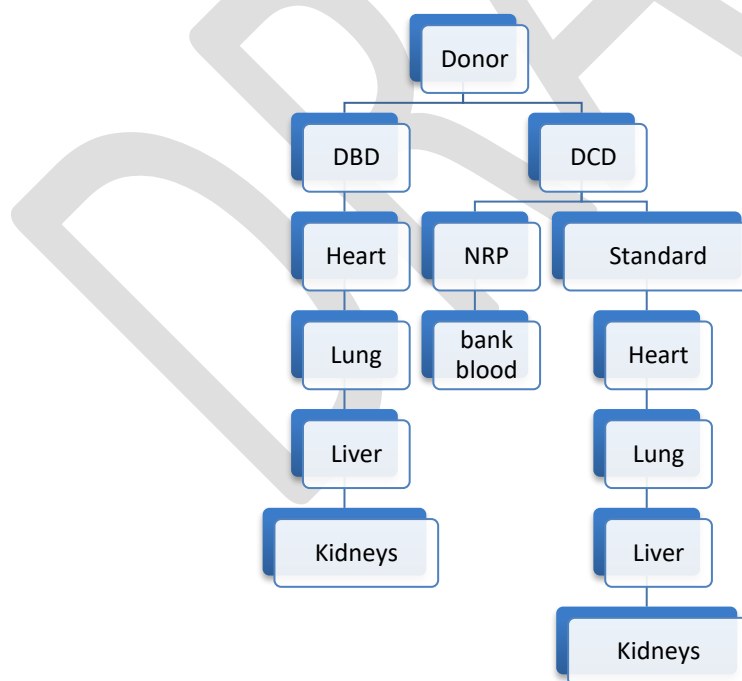 Donor
DBD
DCD
Heart
NRP
Standard
Lung
bank
blood
Heart
Liver
Lung
Kidneys
Liver
Kidneys